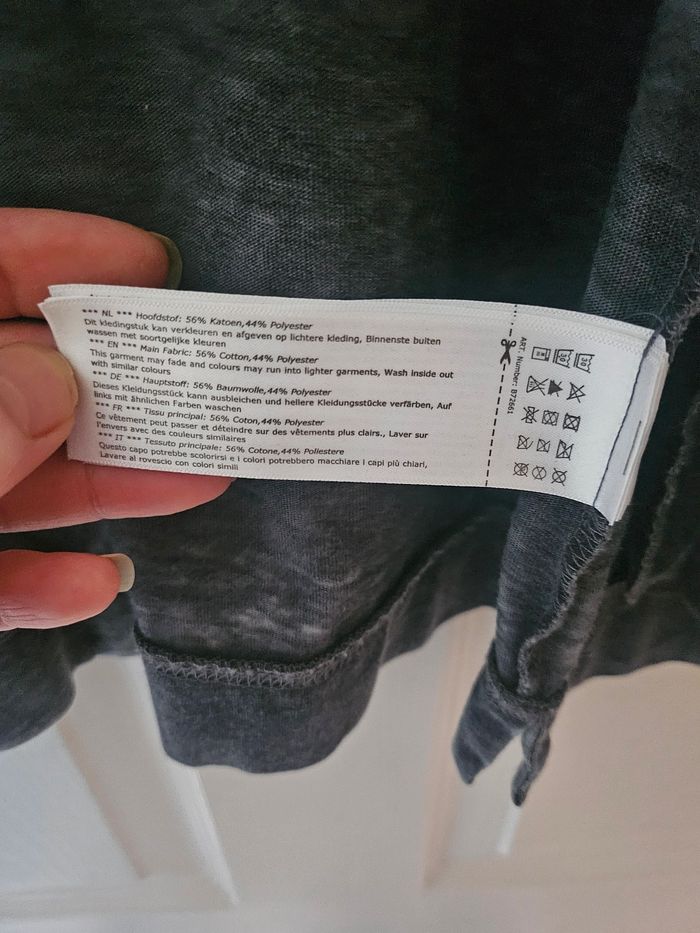 *** NL *** Hoofdstof: 56% Katoen,44% Polyester
Dit kledingstuk kan verkleuren en afgeven op lichtere kleding, Binnenste buiten
wassen met soortgelijke kleuren
*** EN *** Main Fabric: 56% Cotton,44% Polyester
This garment may fade and colours may run into lighter garments, Wash inside out
with similar colours
*** DE *** Hauptstoff: 56% Baumwolle,44% Polyester
Dieses Kleidungsstück kann ausbleichen und hellere Kleidungsstücke verfärben, Auf
links mit ähnlichen Farben waschen
*** FR *** Tissu principal: 56% Coton,44% Polyester
Ce vêtement peut passer et déteindre sur des vêtements plus clairs., Laver sur
l'envers avec des couleurs similaires
*** IT *** Tessuto principale: 56% Cotone,44% Poliestere
Questo capo potrebbe scolorirsi e i colori potrebbero macchiare i capi più chiari,
Lavare al rovescio con colori simili
ART. Number: B72661
30
30